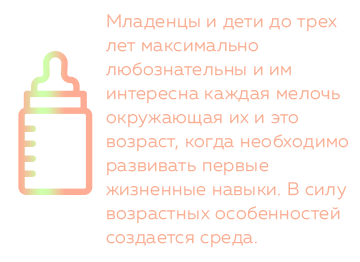 Младенцы и дети до трех
лет максимально
любознательны и им
интересна каждая мелочь
окружающая их и это
возраст, когда необходимо
развивать первые
жизненные навыки. В силу
возрастных особенностей
создается среда.